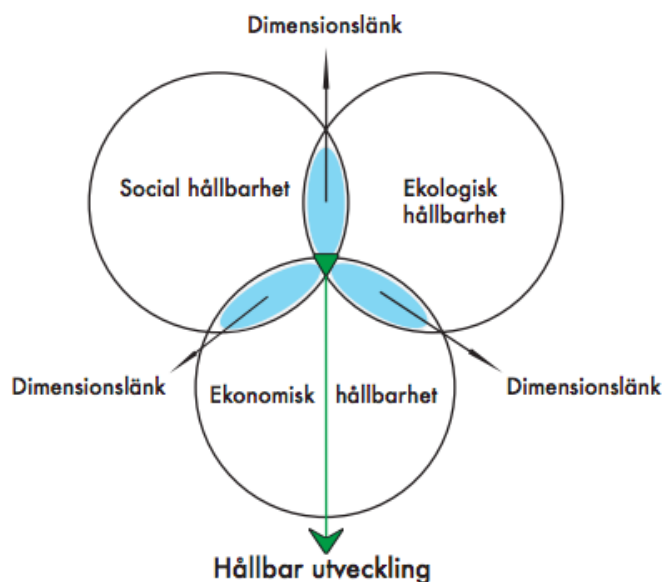 Dimensionslänk
Social hållbarhet
Ekologisk
hållbarhet
Dimensionslänk
Ekonomisk hållbarhet
Dimensionslänk
Hållbar utveckling